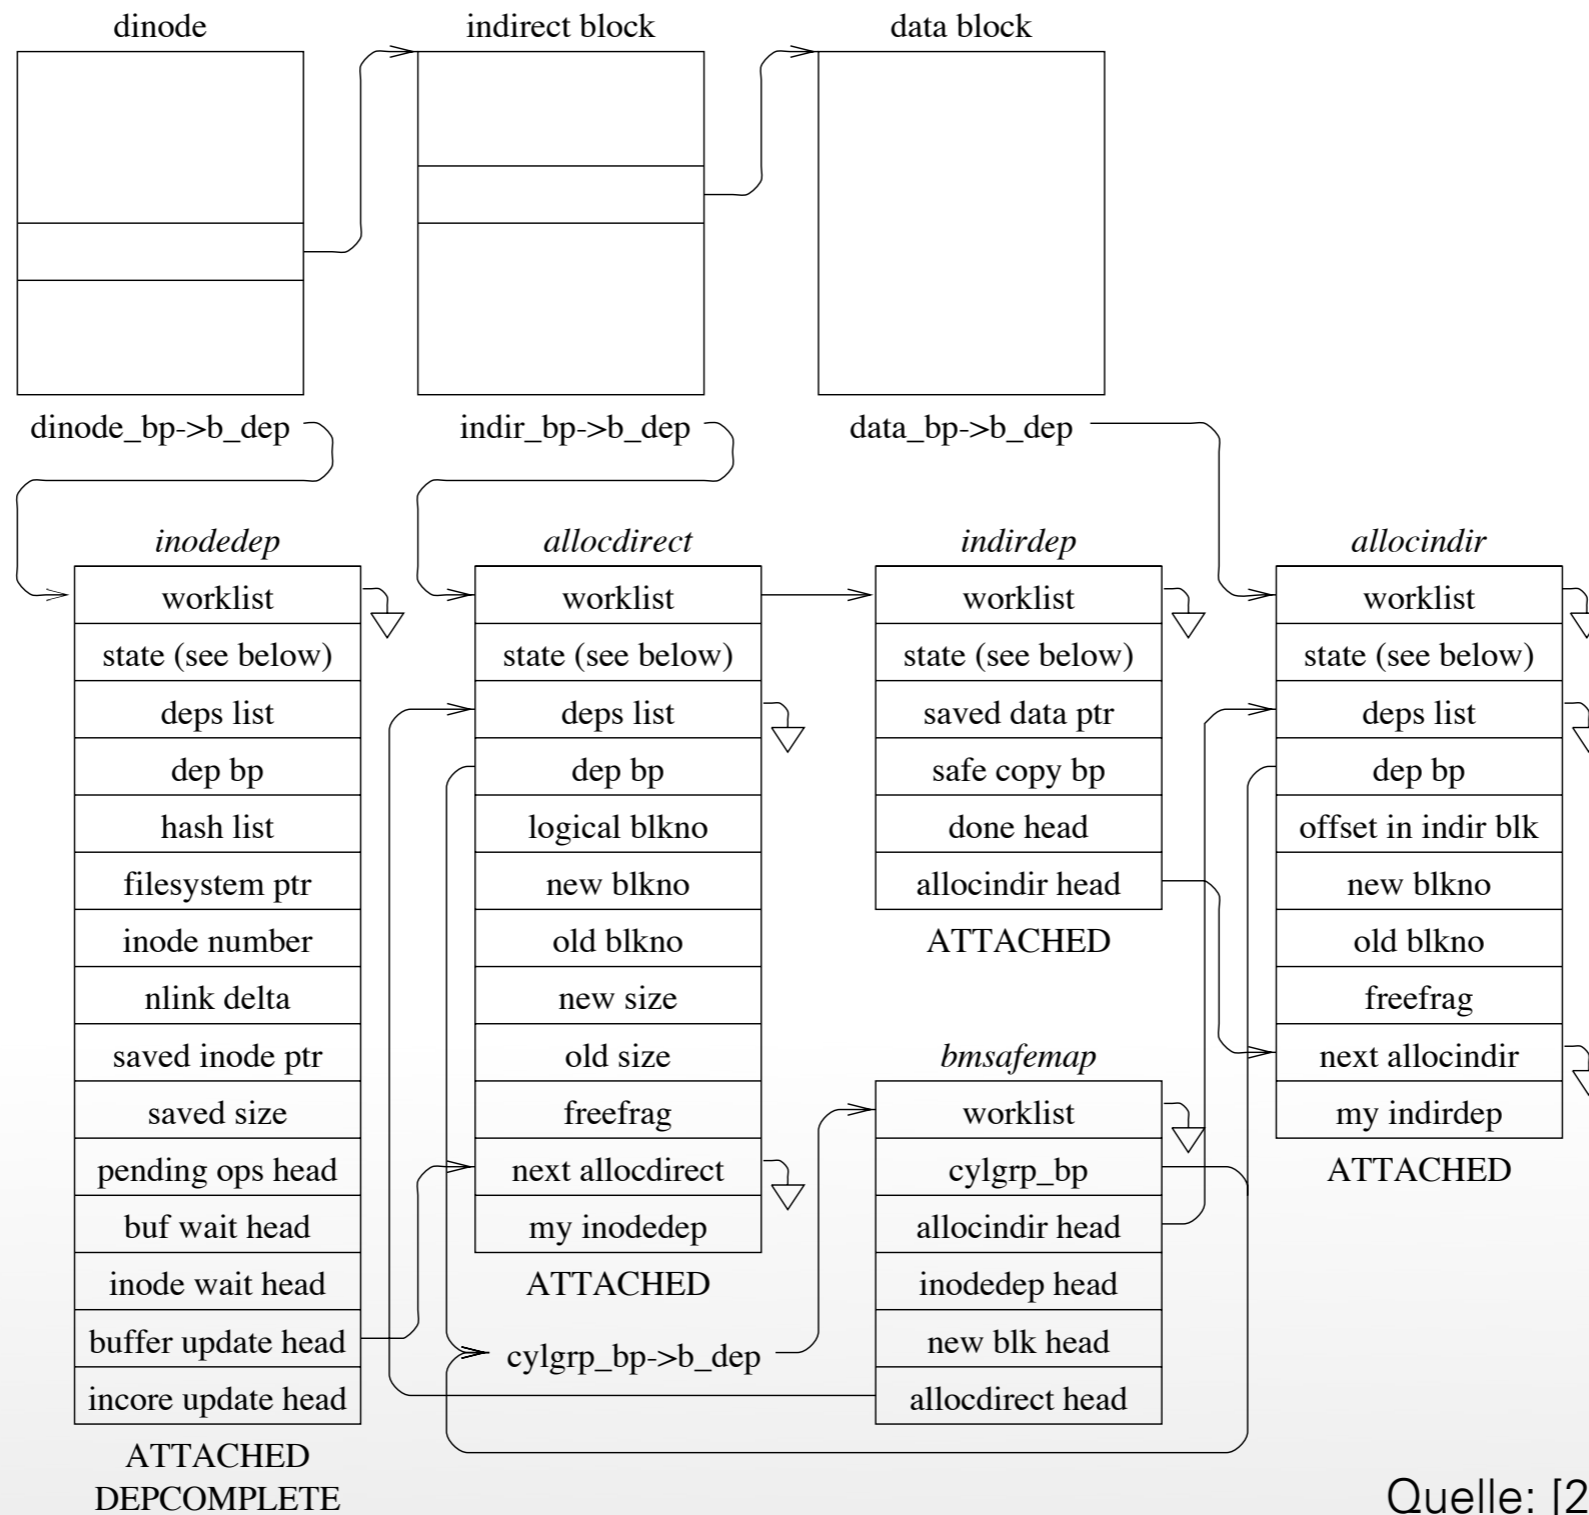 dinode
indirect block
data block
dinode_bp->b_dep
indir_bp->b_dep
data_bp->b_dep
inodedep
worklist
state (see below)
deps list
dep bp
hash list
filesystem ptr
inode number
nlink delta
saved inode ptr
saved size
pending ops head
buf wait head
inode wait head
buffer update head
incore update head
ATTACHED
DEPCOMPLETE
allocdirect
worklist
state (see below)
deps list
dep bp
logical blkno
new blkno
old blkno
new size
old size
freefrag
next allocdirect
my inodedep
ATTACHED
cylgrp_bp->b_dep
indirdep
worklist
state (see below)
saved data ptr
safe copy bp
done head
allocindir head
ATTACHED
bmsafemap
worklist
cylgrp_bp
allocindir head
inodedep head
new blk head
allocdirect head
allocindir
worklist
state (see below)
deps list
dep bp
offset in indir blk
new blkno
old blkno
freefrag
next allocindir
my indirdep
ATTACHED
Quelle: [2